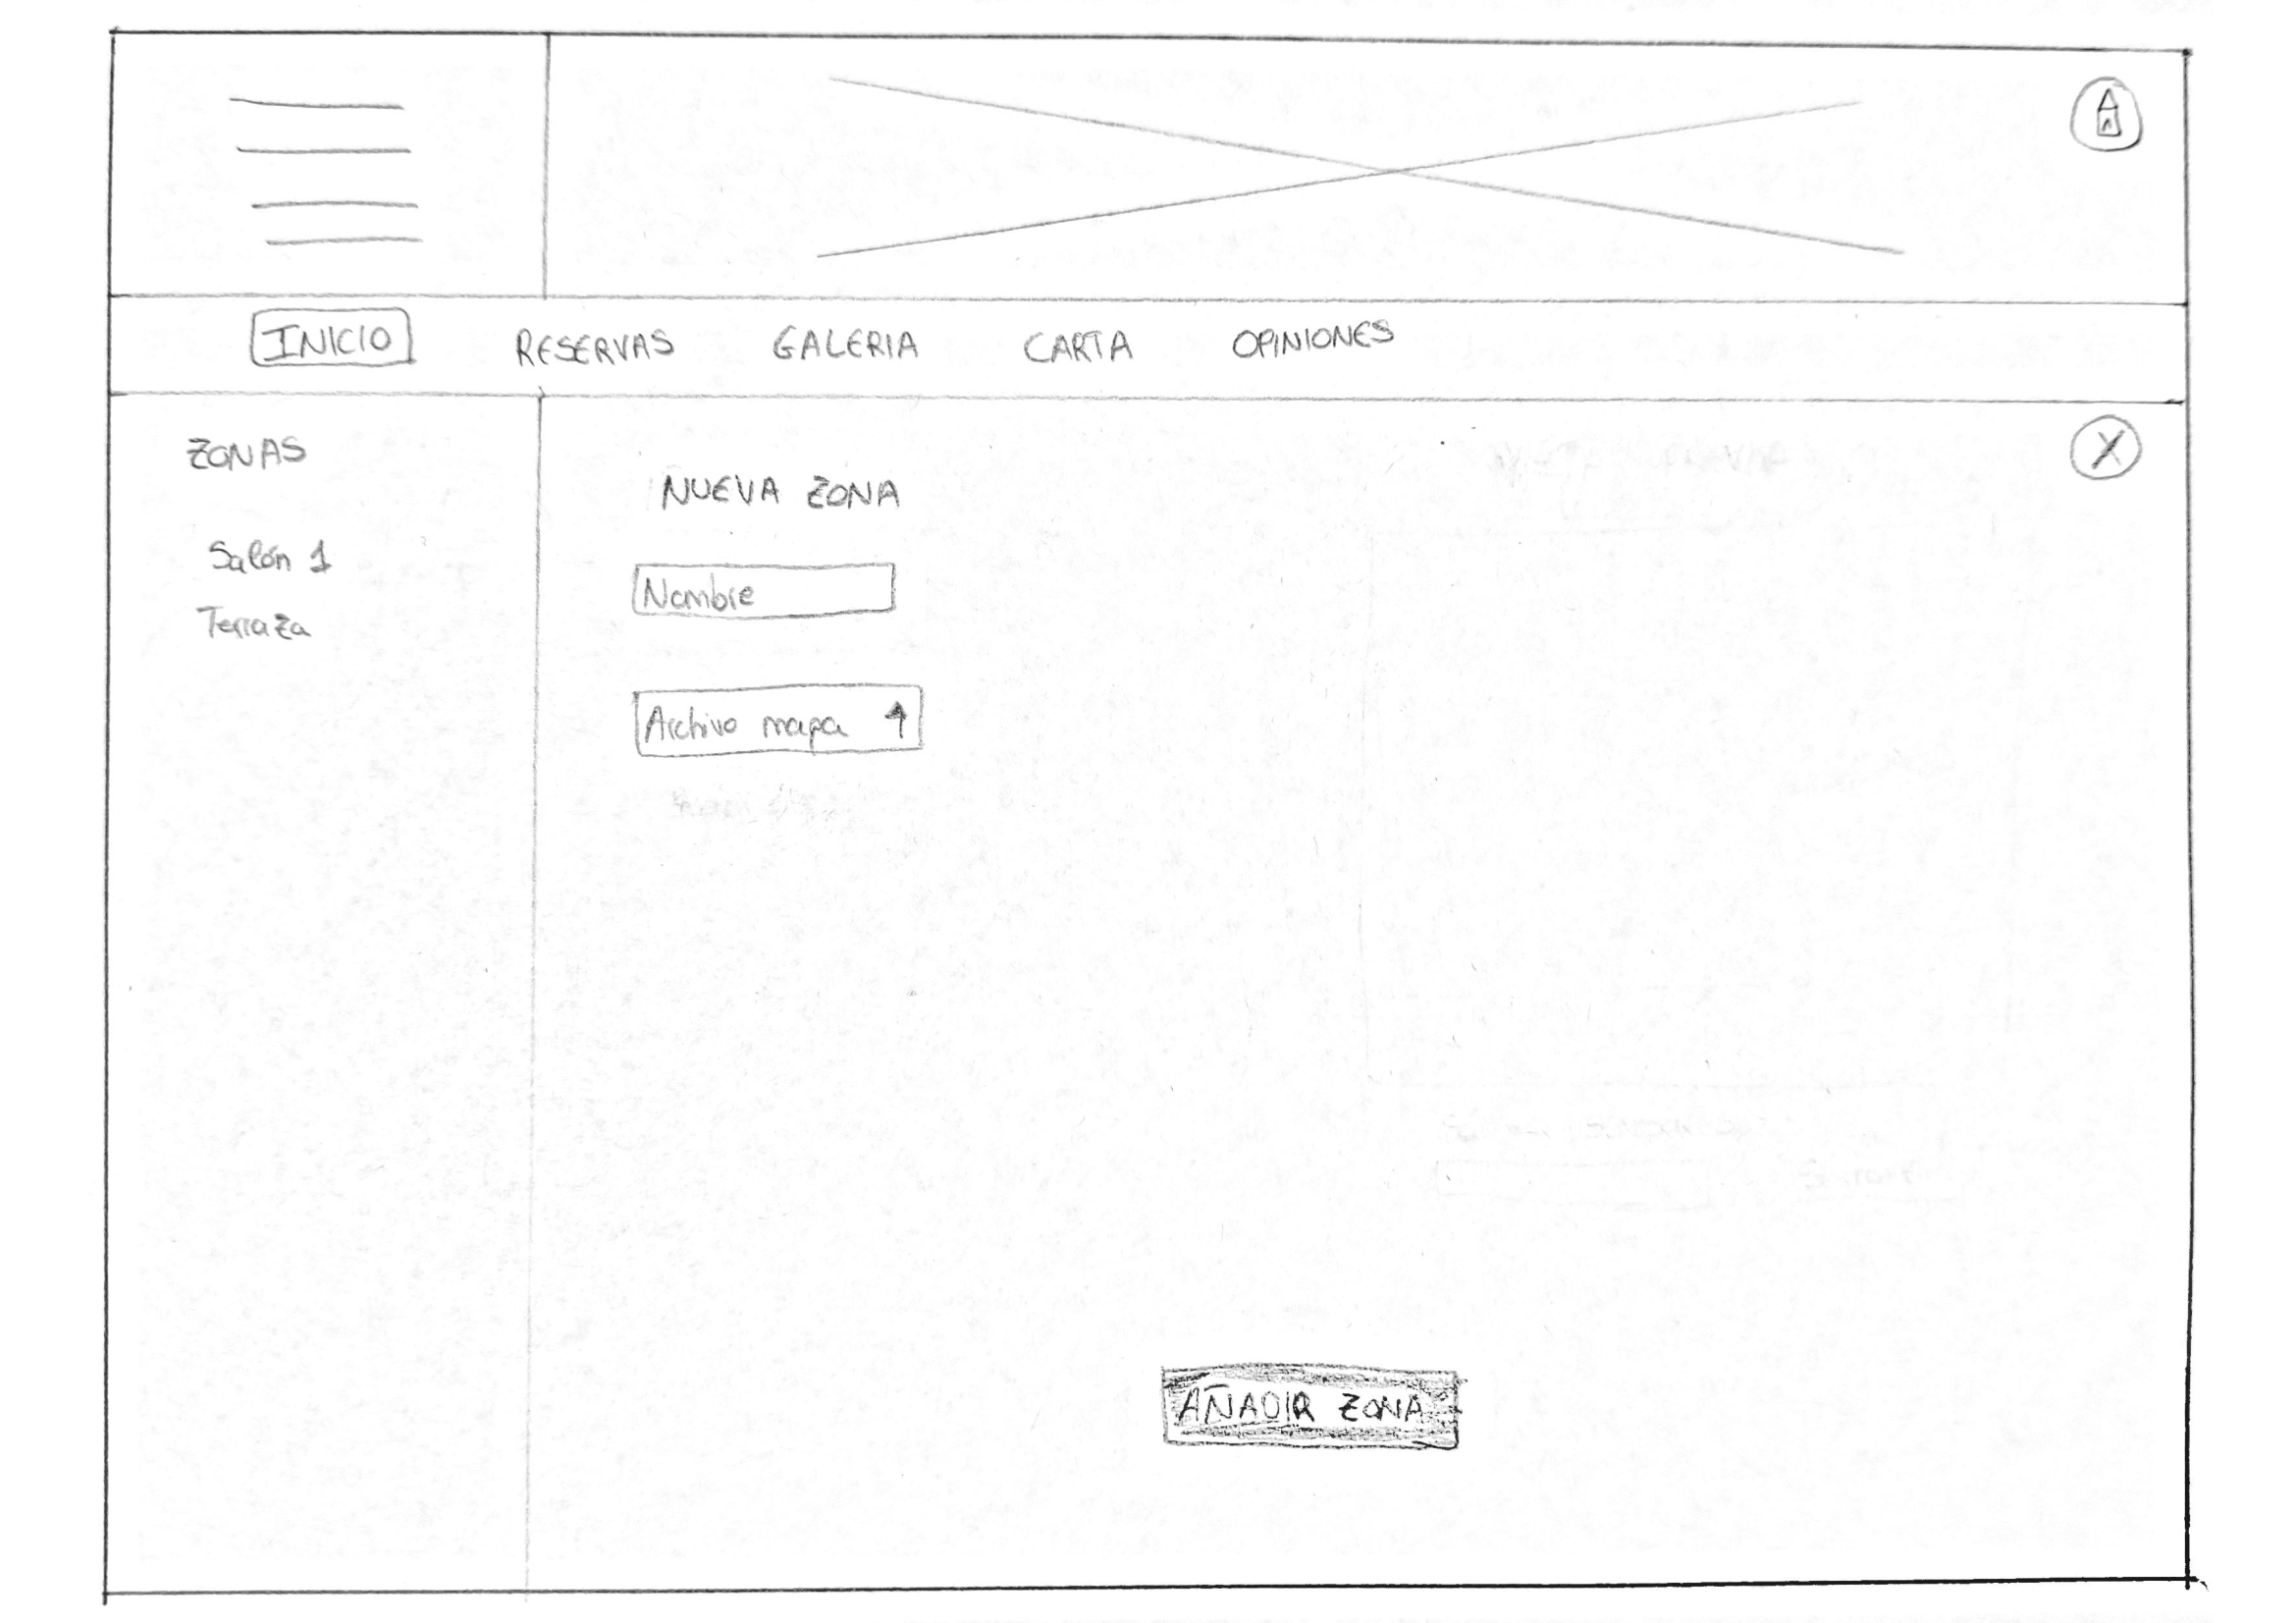 INICIO RESERVAS GALERIA CARTA OPINIONES
ZONAS
Salón 1
Terraza
NUEVA ZONA
Nombre
Archivo mapa
AÑADIR ZONA